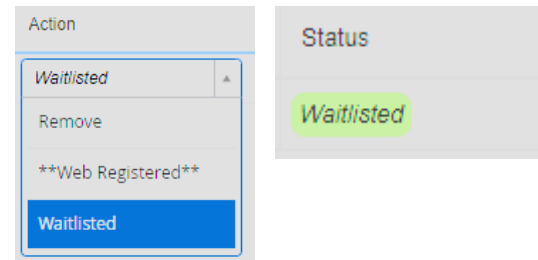 Action
Waitlisted
Remove
**Web Registered**
Waitlisted
Status
Waitlisted